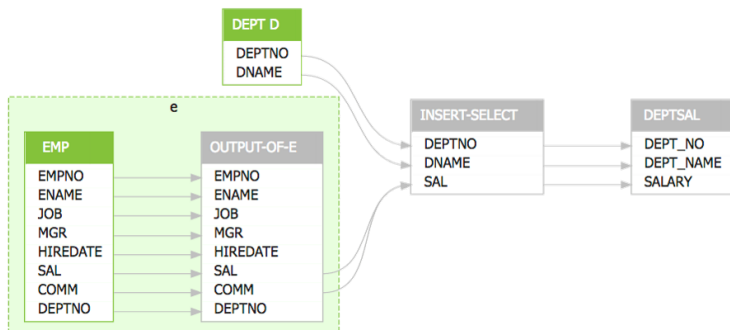 DEPT D
DEPTNO
DNAME
e
EMP
EMPNO
ENAME
JOB
MGR
HIREDATE
SAL
COMM
DEPTNO
OUTPUT-OF-E
EMPNO
ENAME
JOB
MGR
HIREDATE
SAL
COMM
DEPTNO
INSERT-SELECT
DEPTNO
DNAME
SAL
DEPTSAL
DEPT_NO
DEPT_NAME
SALARY